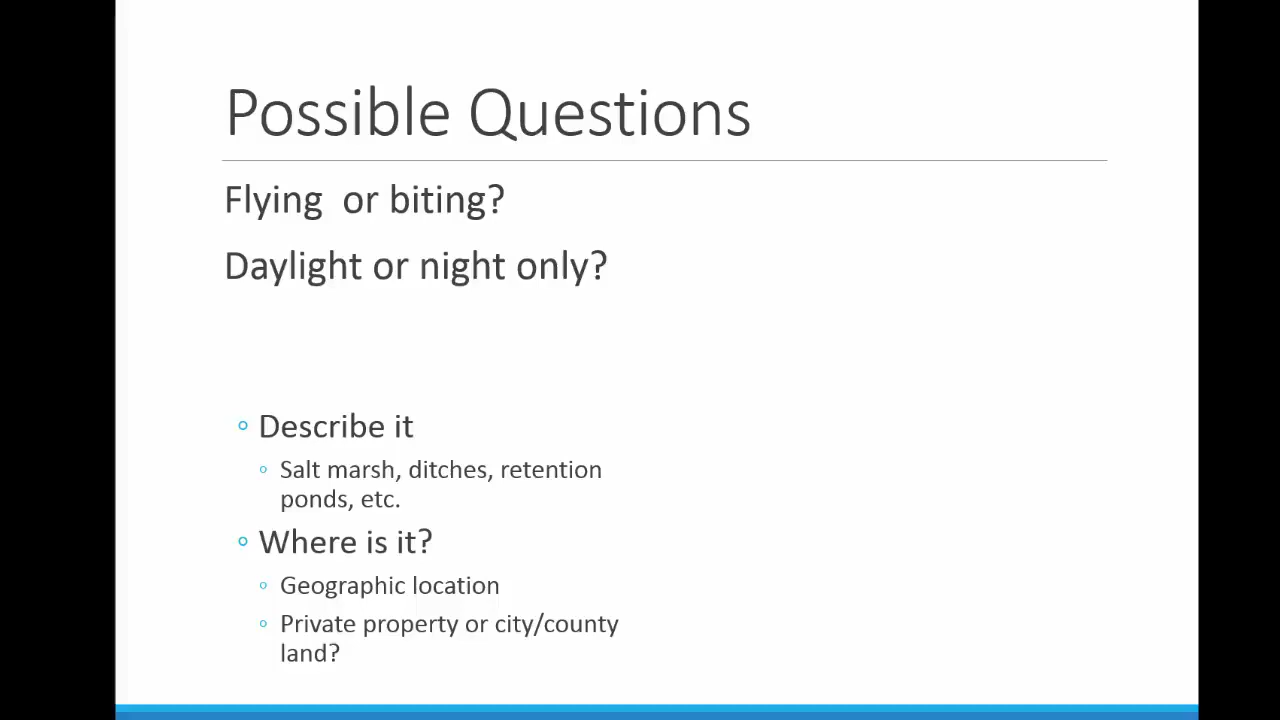 Possible Questions
Flying or biting?
Daylight or night only?
◦ Describe it
◦ Salt marsh, ditches, retention
ponds, etc.
◦ Where is it?
◦ Geographic location
◦ Private property or city/county
land?